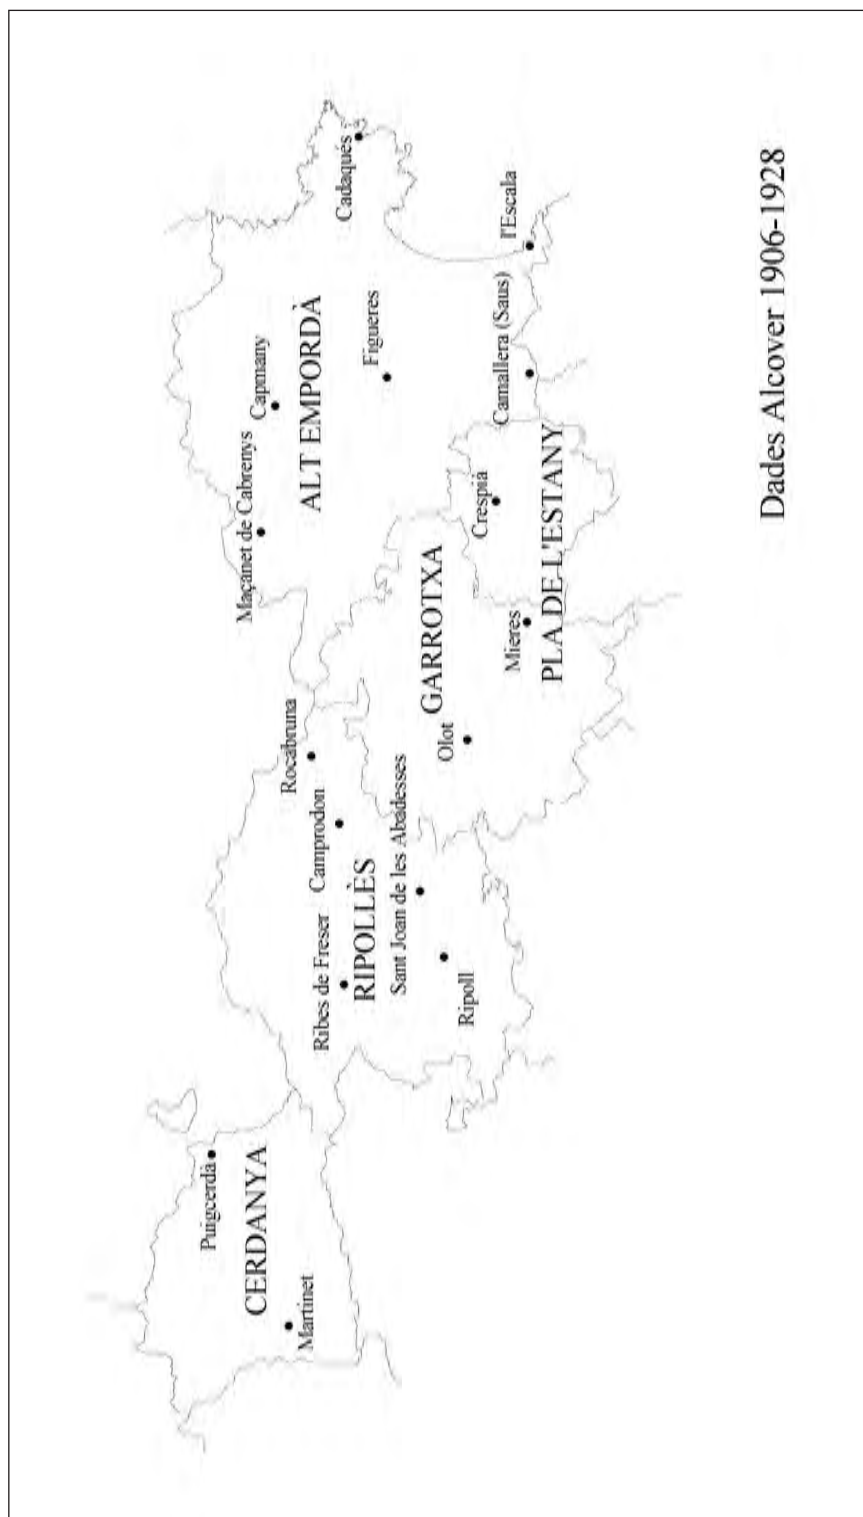 Puigcerdà
CERDANYA
Martinet
Ribes de Freser
Camprodon
Rocabruna
RIPOLLÈS
Sant Joan de les Abadesses
Ripoll
Maçanet de Cabrenys
Capmany
ALT EMPORDÀ
Cadaqués
Figueres
GARROTXA
Olot
Mieres
Crespià
PLA DE L'ESTANY
Camallera (Saus)
l'Escala
Dades Alcover 1906-1928